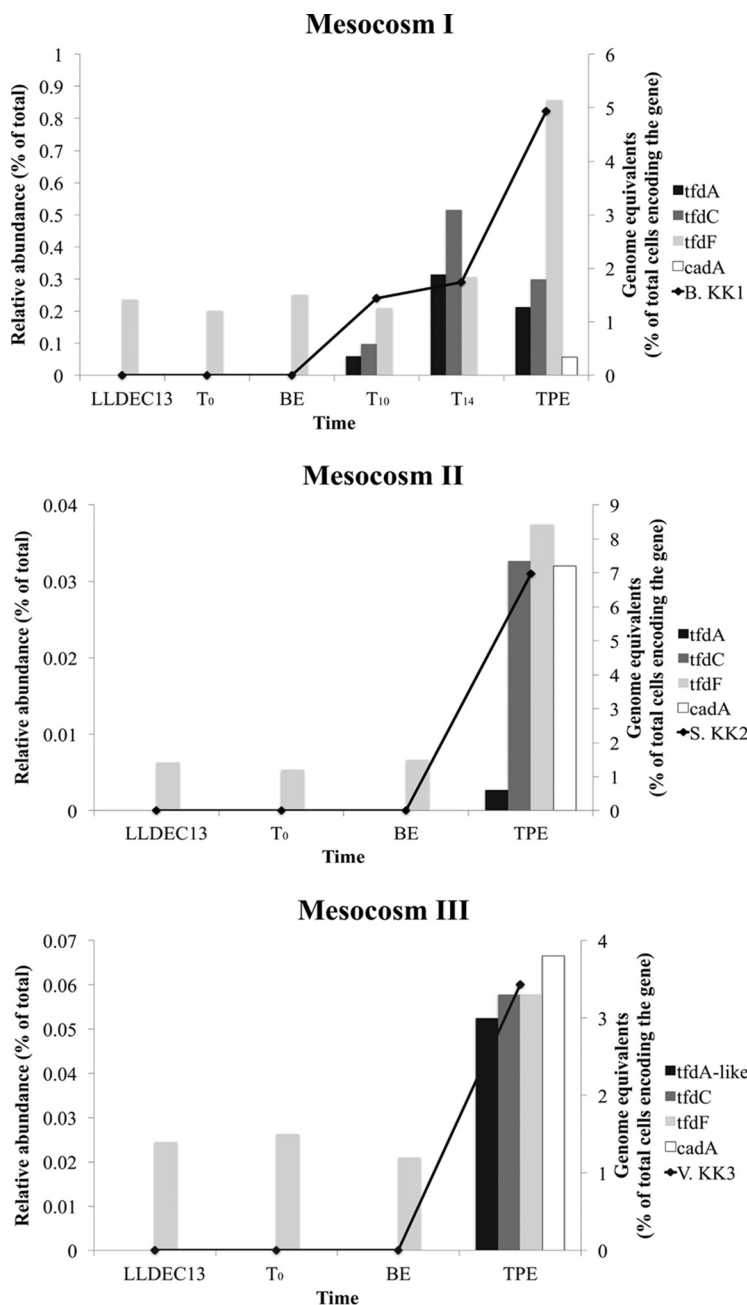 Mesocosm I
Relative abundance (% of total)
1
0.9
0.8
0.7
0.6
0.5
0.4
0.3
0.2
0.1
0
6
5
4
3
2
1
0
Genome equivalents
(% of total cells encoding the gene)
tfdA
tfdC
tfdF
cadA
B. KK1
LLDEC13 T0 BE T10 T14 TPE
Time
Mesocosm II
Relative abundance (% of total)
0.04
0.03
0.02
0.01
0
9
8
7
6
5
4
3
2
1
0
Genome equivalents
(% of total cells encoding the gene)
tfdA
tfdC
tfdF
cadA
S. KK2
LLDEC13 T0 BE TPE
Time
Mesocosm III
Relative abundance (% of total)
0.07
0.06
0.05
0.04
0.03
0.02
0.01
0
4
3
2
1
0
Genome equivalents
(% of total cells encoding the gene)
tfdA-like
tfdC
tfdF
cadA
V. KK3
LLDEC13 T0 BE TPE
Time